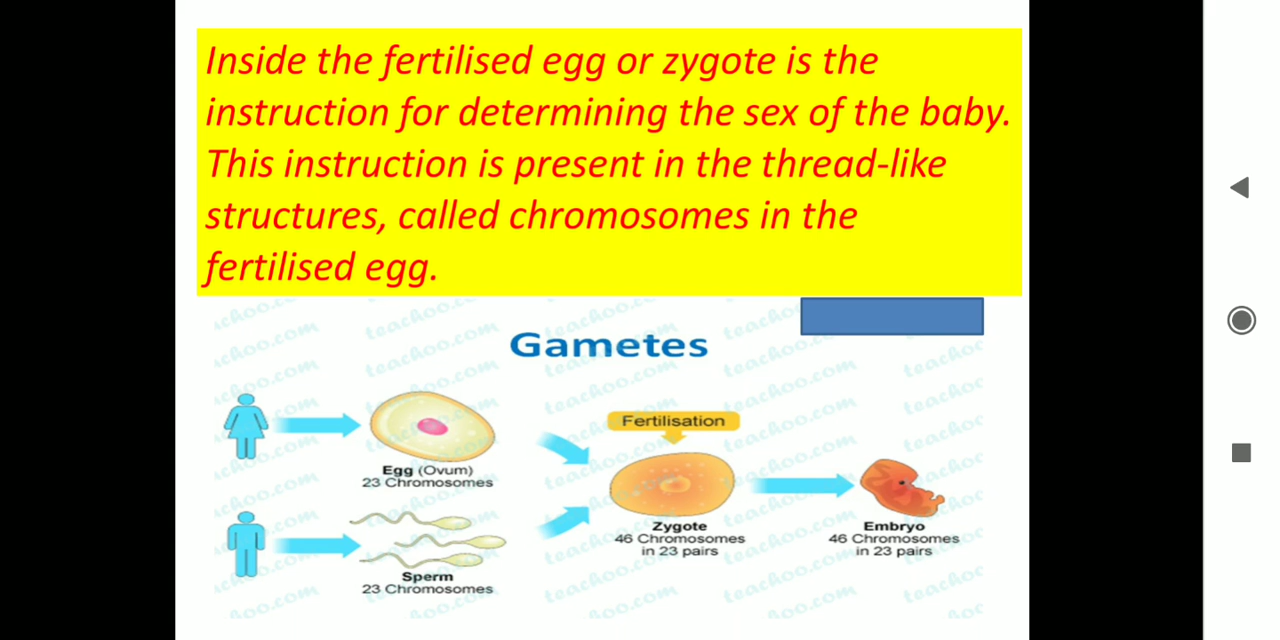 Inside the fertilised egg or zygote is the
instruction for determining the sex of the baby.
This instruction is present in the thread-like
structures, called chromosomes in the
fertilised egg.
Gametes
Egg (Ovum)
23 Chromosomes
Sperm
23 Chromosomes
Fertilisation
Zygote
46 Chromosomes
in 23 pairs
Embryo
46 Chromosomes
in 23 pairs
teachoo.com